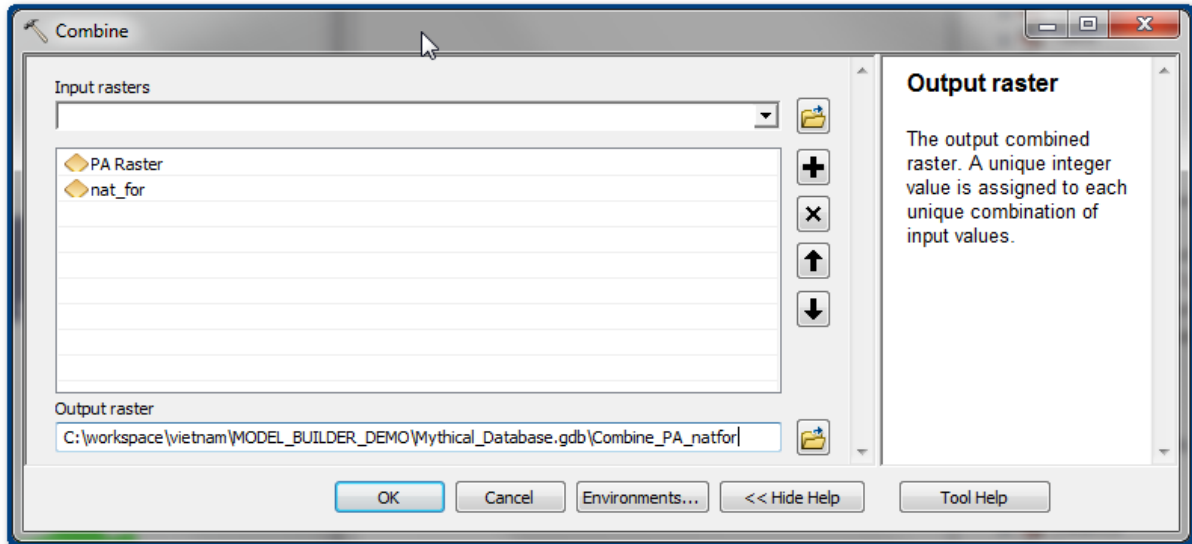 Combine
Input rasters
PA Raster
nat_for
Output raster
C:\workspace\vietnam\MODEL_BUILDER_DEMO\Mythical_Database.gdb\Combine_PA_natfor
OK
Cancel
Environments...
<< Hide Help
Tool Help
Output raster
The output combined
raster. A unique integer
value is assigned to each
unique combination of
input values.